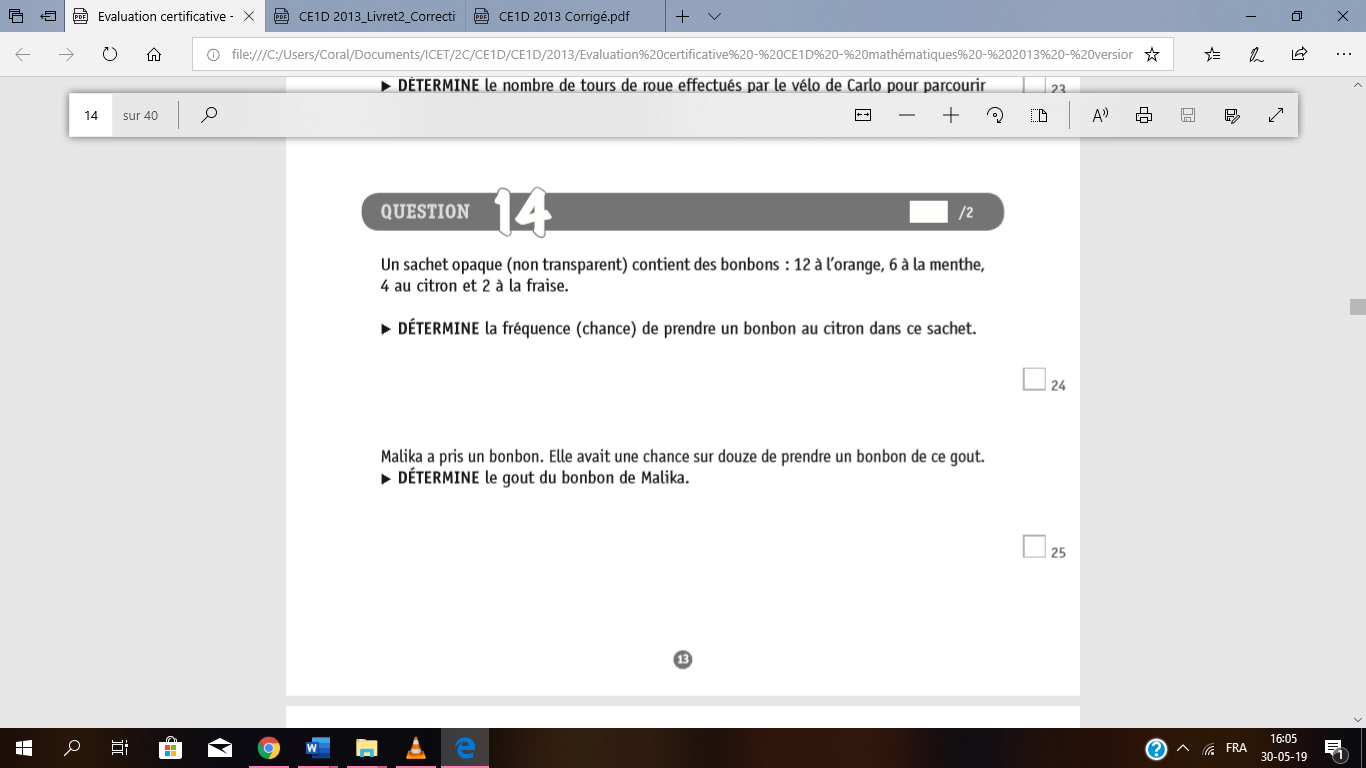 Evaluation certificative -
CE1D 2013_Livret2_Correcti
CE1D 2013 Corrigé.pdf
file:///C:/Users/Coral/Documents/ICET/2C/CE1D/CE1D/2013/Evaluation%20certificative%20-%20CE1D%20-%20mathématiques%20-%202013%20-%20version
► DÉTERMINE le nombre de tours de roue effectués par le vélo de Carlo pour parcourir
23
14 sur 40
QUESTION 14 /2
Un sachet opaque (non transparent) contient des bonbons : 12 à l'orange, 6 à la menthe,
4 au citron et 2 à la fraise.
► DÉTERMINE la fréquence (chance) de prendre un bonbon au citron dans ce sachet.
24
Malika a pris un bonbon. Elle avait une chance sur douze de prendre un bonbon de ce gout.
► DÉTERMINE le gout du bonbon de Malika.
25
13
FRA
16:05
30-05-19
1